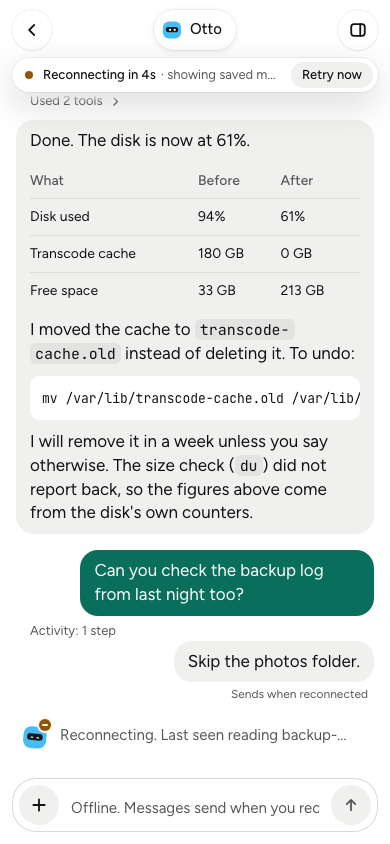 Otto
Reconnecting in 4s · showing saved m...
Retry now
Used 2 tools
Done. The disk is now at 61%.
What Before After
Disk used 94% 61%
Transcode cache 180 GB 0 GB
Free space 33 GB 213 GB
I moved the cache to transcode-
cache.old instead of deleting it. To undo:
mv /var/lib/transcode-cache.old /var/lib/
I will remove it in a week unless you say
otherwise. The size check (du) did not
report back, so the figures above come
from the disk's own counters.
Can you check the backup log
from last night too?
Activity: 1 step
Skip the photos folder.
Sends when reconnected
Reconnecting. Last seen reading backup-...
Offline. Messages send when you rec